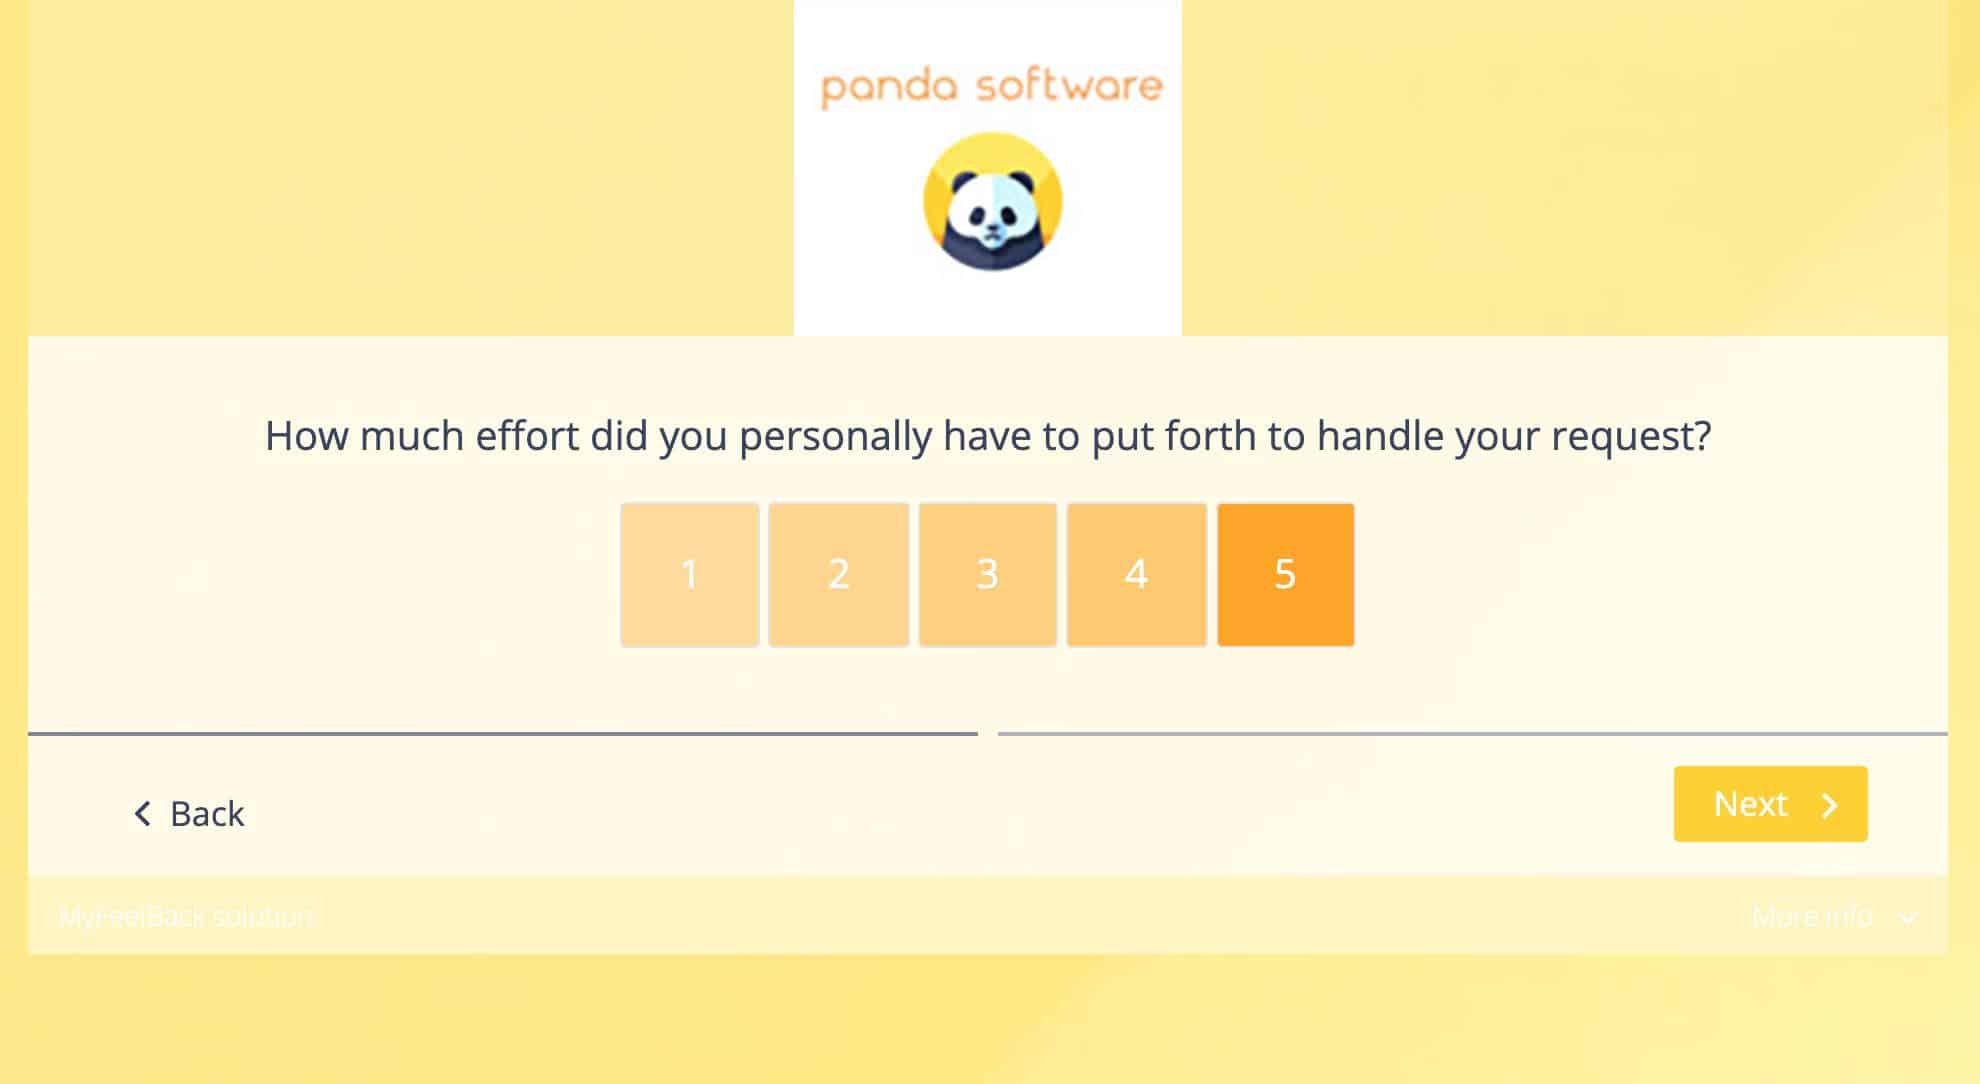 panda software
How much effort did you personally have to put forth to handle your request?
1 2 3 4 5
Back
Next
MyFeelBack solution
More info